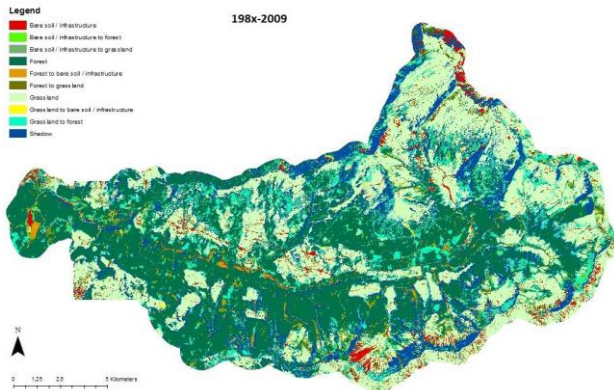 Legend
198x-2009
Bare soil / infrastructure
Bare soil / infrastructure to forest
Bare soil / infrastructure to grassland
Forest
Forest to bare soil / infrastructure
Forest to grassland
Grassland
Grassland to bare soil / infrastructure
Grassland to forest
Shadow
N
0 1,25 2,5 5 Kilometers